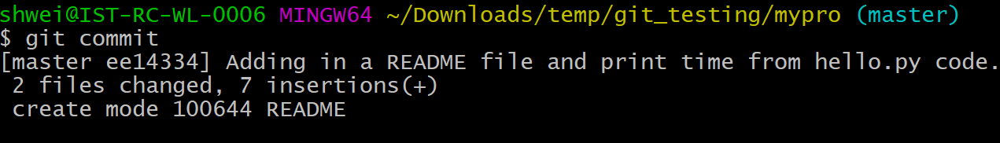 shwei@IST-RC-WL-0006 MINGW64 ~/Downloads/temp/git_testing/mypro (master)
$ git commit
[master ee14334] Adding in a README file and print time from hello.py code.
 2 files changed, 7 insertions(+)
 create mode 100644 README